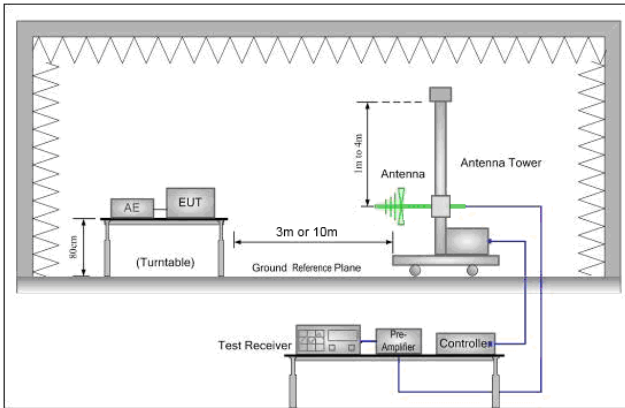 1m to 4m
Antenna
Antenna Tower
AE
EUT
80cm
(Turntable)
3m or 10m
Ground Reference Plane
Test Receiver
Pre-
Amplifier
Controller